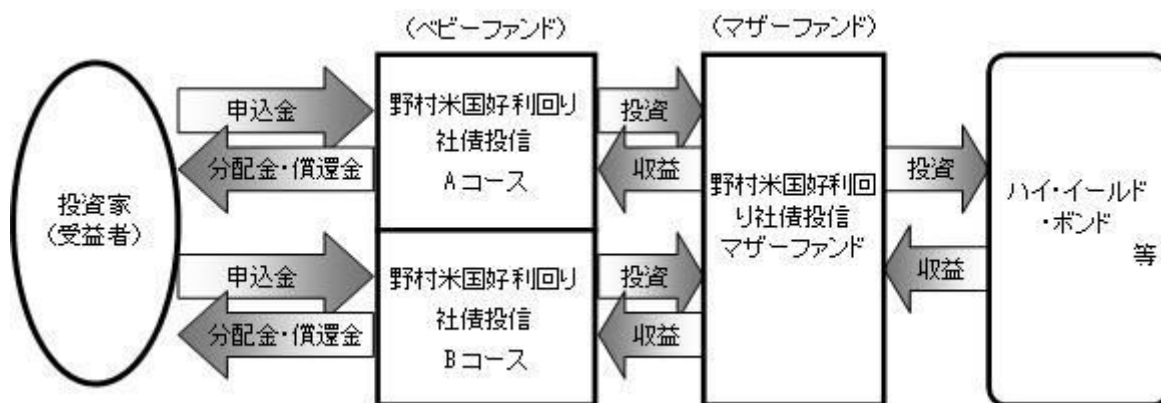 （ベビーファンド）
（マザーファンド）
投資家
（受益者）
申込金
分配金・償還金
申込金
分配金・償還金
野村米国好利回り
社債投信
Aコース
野村米国好利回り
社債投信
Bコース
投資
収益
投資
収益
野村米国好利回
り社債投信
マザーファンド
投資
収益
ハイ・イールド
・ボンド
等